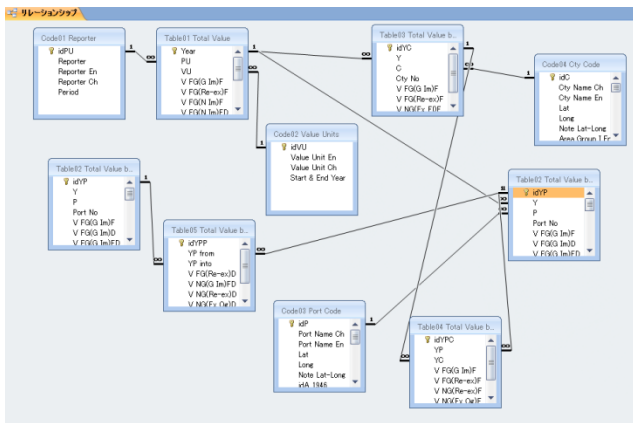 リレーションシップ
Code01 Reporter
idPU
Reporter
Reporter En
Reporter Ch
Period
Table01 Total Value
Year
PU
VU
V FG(G Im)F
V FG(Re-ex)F
V FG(N Im)F
V FG(N Im)FD
Table03 Total Value b...
idYC
Y
C
Cty No
V FG(G Im)F
V FG(Re-ex)F
V NG(Ex F)DF
Code04 Cty Code
idC
Cty Name Ch
Cty Name En
Lat
Long
Note Lat-Long
Area Group I Er
Code02 Value Units
idVU
Value Unit En
Value Unit Ch
Start & End Year
Table02 Total Value b...
idYP
Y
P
Port No
V FG(G Im)F
V FG(G Im)D
V FG(G Im)FD
Table02 Total Value b...
idYP
Y
P
Port No
V FG(G Im)F
V FG(G Im)D
V FG(G Im)FD
Table05 Total Value b...
idYPP
YP from
YP into
V FG(Re-ex)D
V NG(G Im)FD
V NG(Re-ex)D
V NG(Ex Og)D
Code03 Port Code
idP
Port Name Ch
Port Name En
Lat
Long
Note Lat-Long
idA 1946
Table04 Total Value b...
idYPC
YP
YC
V FG(G Im)F
V FG(Re-ex)F
V NG(Re-ex)F
V NG(Ex Og)F
1
∞